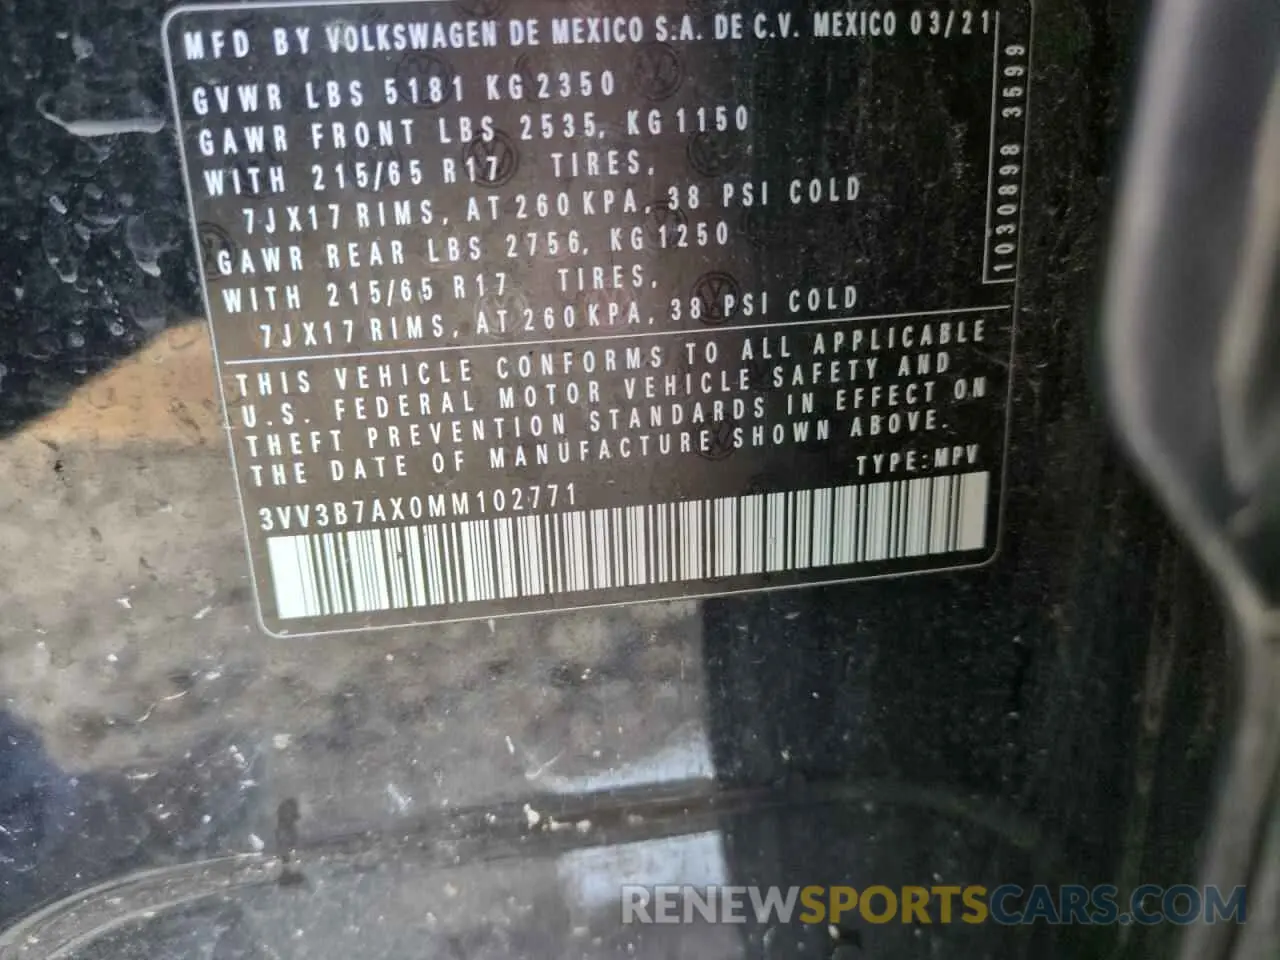 MFD BY VOLKSWAGEN DE MEXICO S.A. DE C.V. MEXICO 03/21
GVWR LBS 5181 KG 2350
GAWR FRONT LBS 2535, KG 1150
WITH 215/65 R17 TIRES,
7JX17 RIMS, AT 260 KPA, 38 PSI COLD
GAWR REAR LBS 2756, KG 1250
WITH 215/65 R17 TIRES,
7JX17 RIMS, AT 260 KPA, 38 PSI COLD
1030898 3599
THIS VEHICLE CONFORMS TO ALL APPLICABLE
U.S. FEDERAL MOTOR VEHICLE SAFETY AND
THEFT PREVENTION STANDARDS IN EFFECT ON
THE DATE OF MANUFACTURE SHOWN ABOVE.
TYPE: MPV
3VV3B7AX0MM102771
RENEWSPORTSCARS.COM